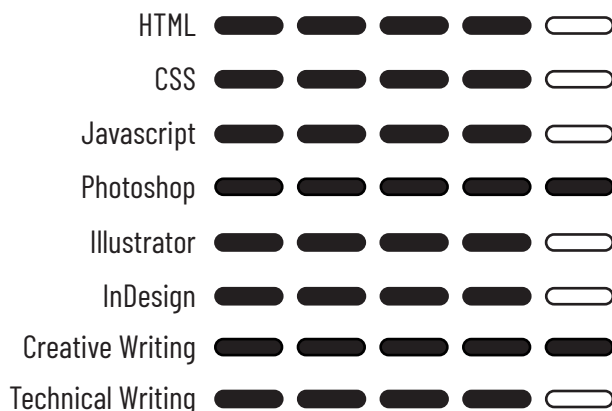 HTML
CSS
Javascript
Photoshop
Illustrator
InDesign
Creative Writing
Technical Writing